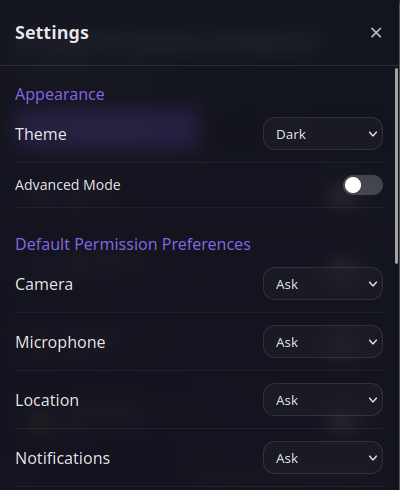 Settings ✕
Appearance
Theme Dark
Advanced Mode
Default Permission Preferences
Camera Ask
Microphone Ask
Location Ask
Notifications Ask